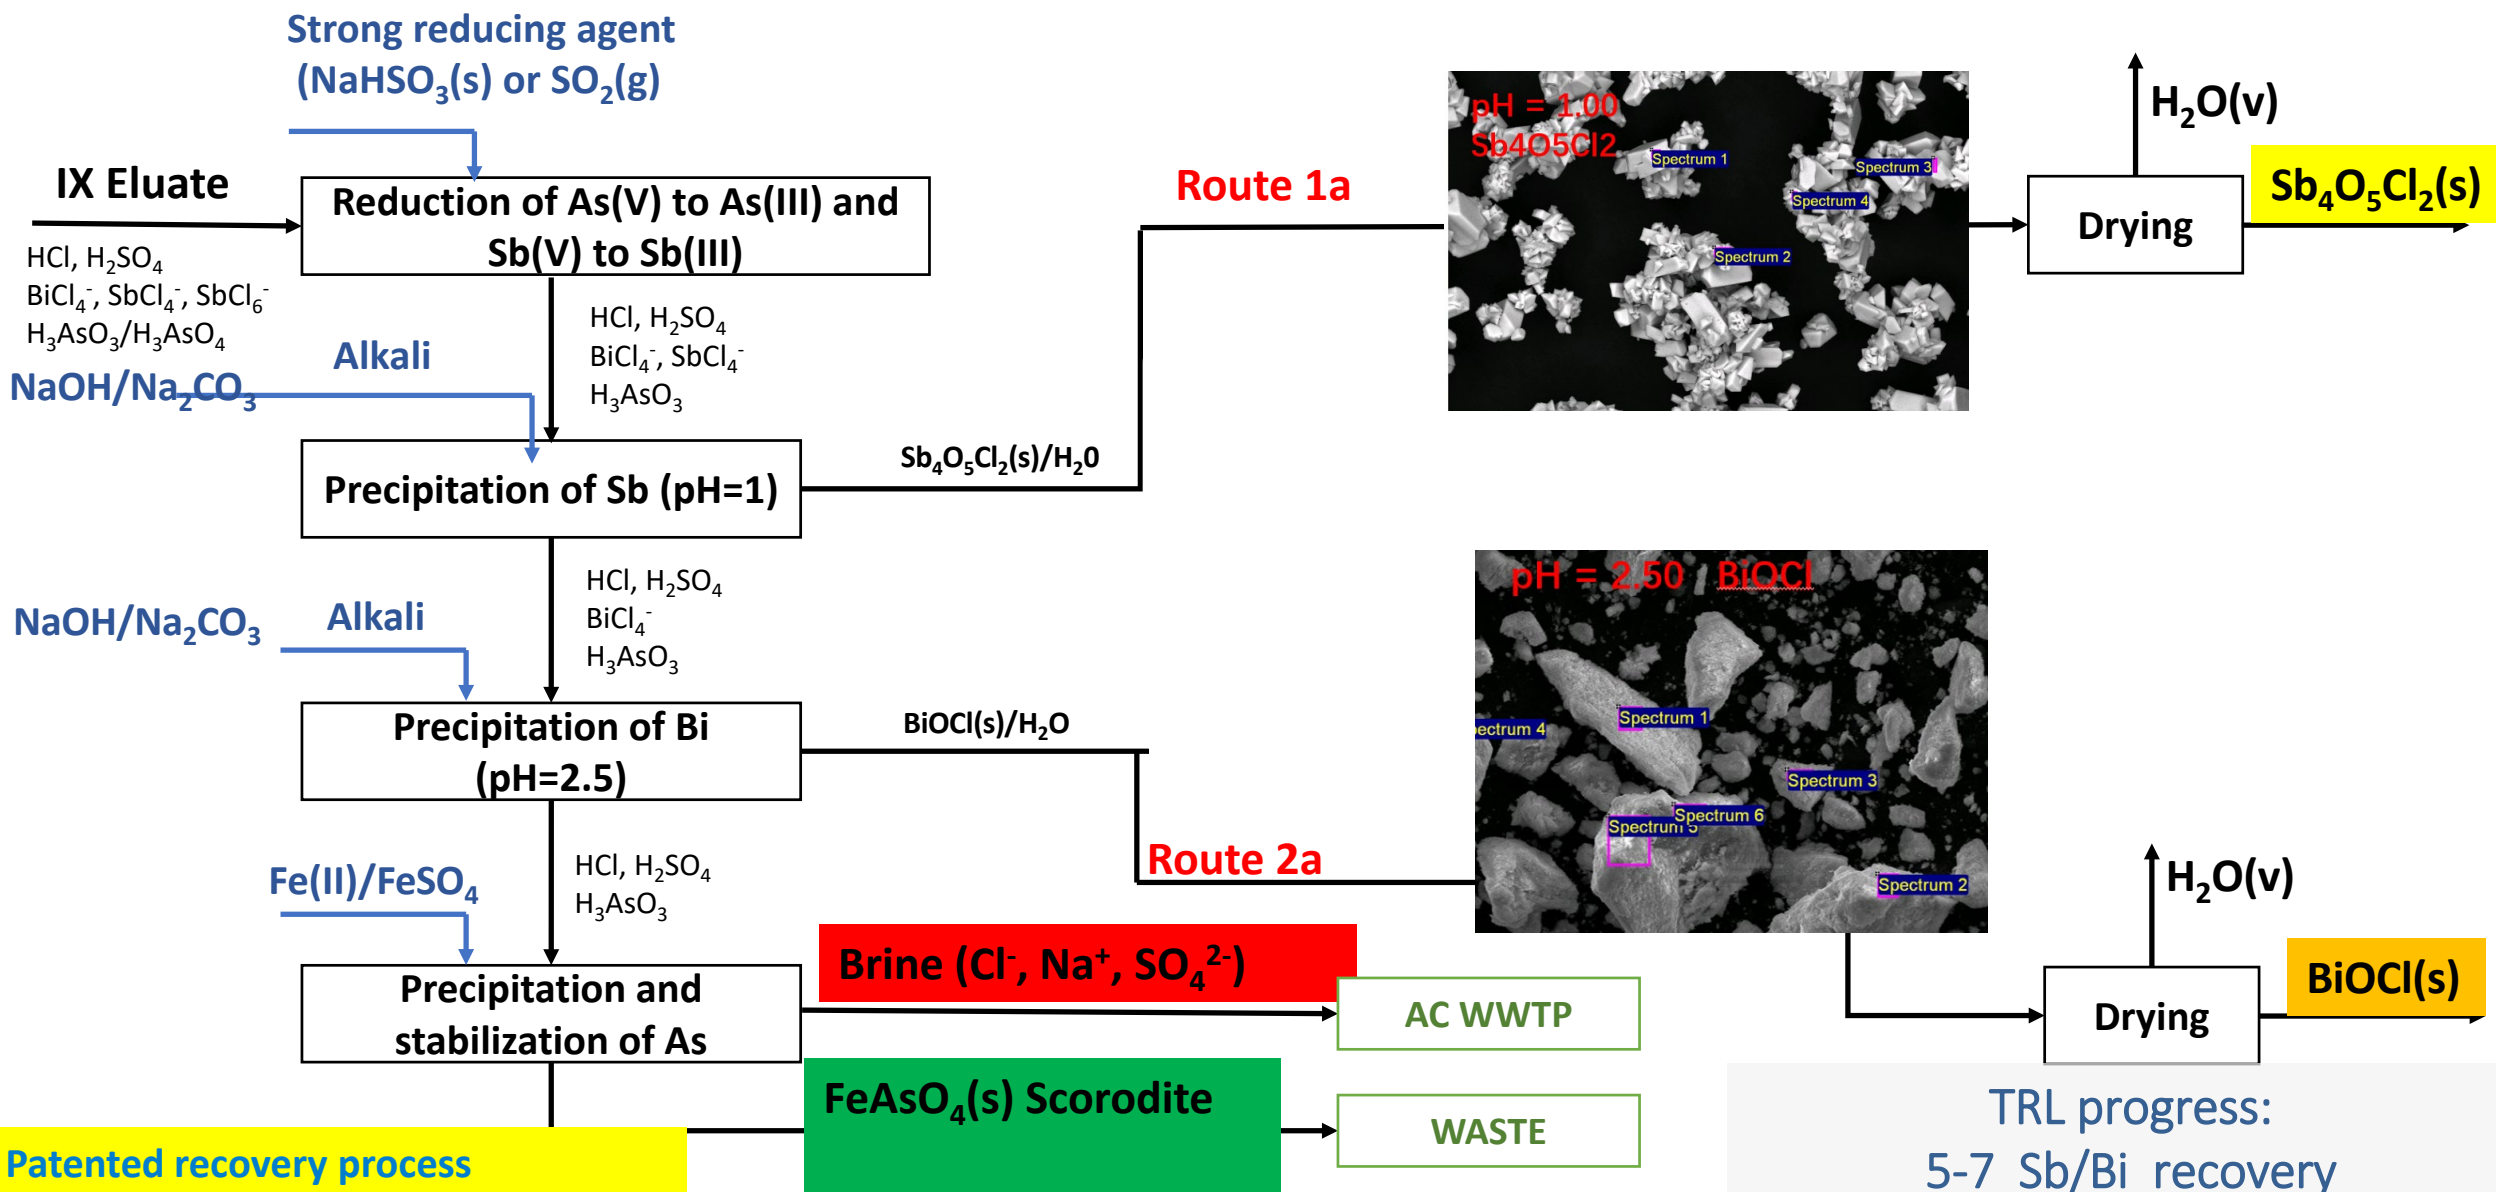 Strong reducing agent
(NaHSO₃(s) or SO₂(g)
IX Eluate
HCl, H₂SO₄
BiCl₄⁻, SbCl₄⁻, SbCl₆⁻
H₃AsO₃/H₃AsO₄
Reduction of As(V) to As(III) and
Sb(V) to Sb(III)
HCl, H₂SO₄
BiCl₄⁻, SbCl₄⁻
H₃AsO₃
Alkali
NaOH/Na₂CO₃
Precipitation of Sb (pH=1)
Sb₄O₅Cl₂(s)/H₂0
Route 1a
pH = 1.00
Sb4O5Cl2
Spectrum 1
Spectrum 3
Spectrum 4
Spectrum 2
H₂O(v)
Drying
Sb₄O₅Cl₂(s)
HCl, H₂SO₄
BiCl₄⁻
H₃AsO₃
Alkali
NaOH/Na₂CO₃
Precipitation of Bi
(pH=2.5)
BiOCl(s)/H₂O
Route 2a
pH = 2.50 BiOCl
Spectrum 1
ectrum 4
Spectrum 3
Spectrum 6
Spectrum 5
Spectrum 2
H₂O(v)
Drying
BiOCl(s)
HCl, H₂SO₄
H₃AsO₃
Fe(II)/FeSO₄
Precipitation and
stabilization of As
Brine (Cl⁻, Na⁺, SO₄²⁻)
AC WWTP
FeAsO₄(s) Scorodite
WASTE
Patented recovery process
TRL progress:
5-7 Sb/Bi recovery